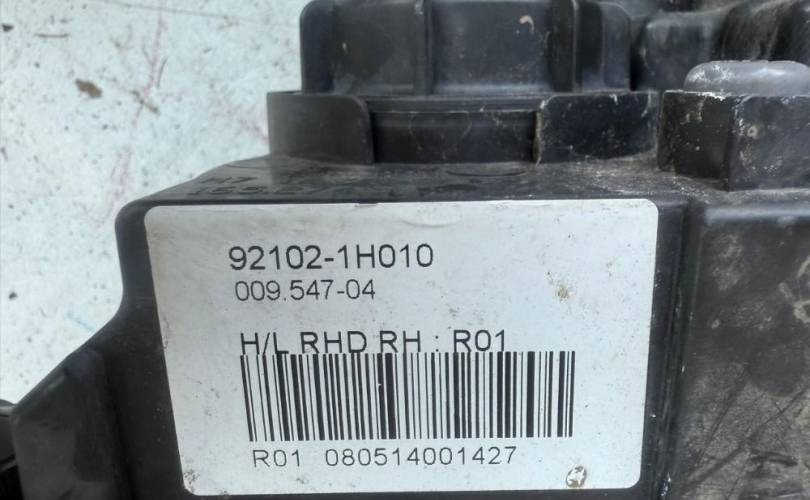 92102-1H010
009.547-04
H/L RHD RH : R01
R01 080514001427